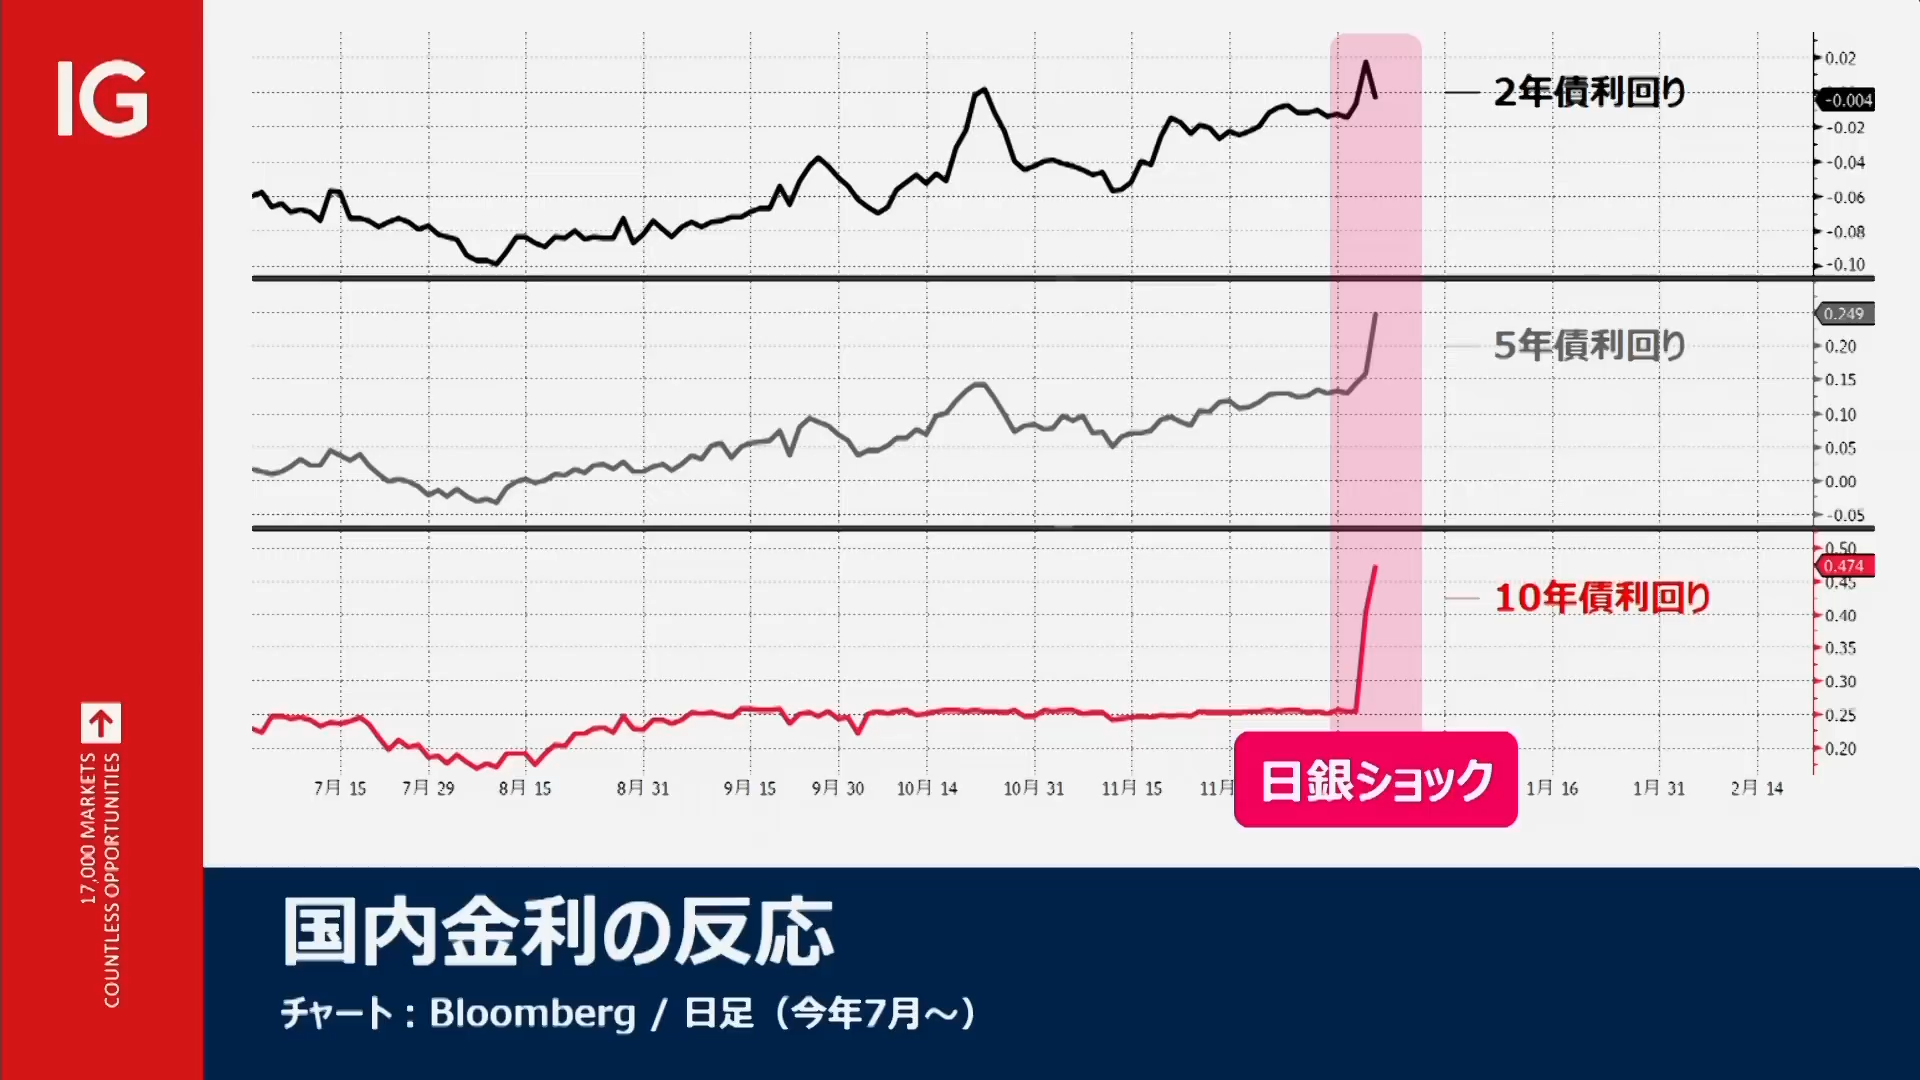 IG
17,000 MARKETS
COUNTLESS OPPORTUNITIES
2年債利回り
0.02
-0.004
-0.02
-0.04
-0.06
-0.08
-0.10
5年債利回り
0.249
0.20
0.15
0.10
0.05
0.00
-0.05
10年債利回り
0.50
0.474
0.45
0.40
0.35
0.30
0.25
0.20
7月 15 7月 29 8月 15 8月 31 9月 15 9月 30 10月 14 10月 31 11月 15 11月 1月 16 1月 31 2月 14
日銀ショック
国内金利の反応
チャート：Bloomberg / 日足（今年7月～）